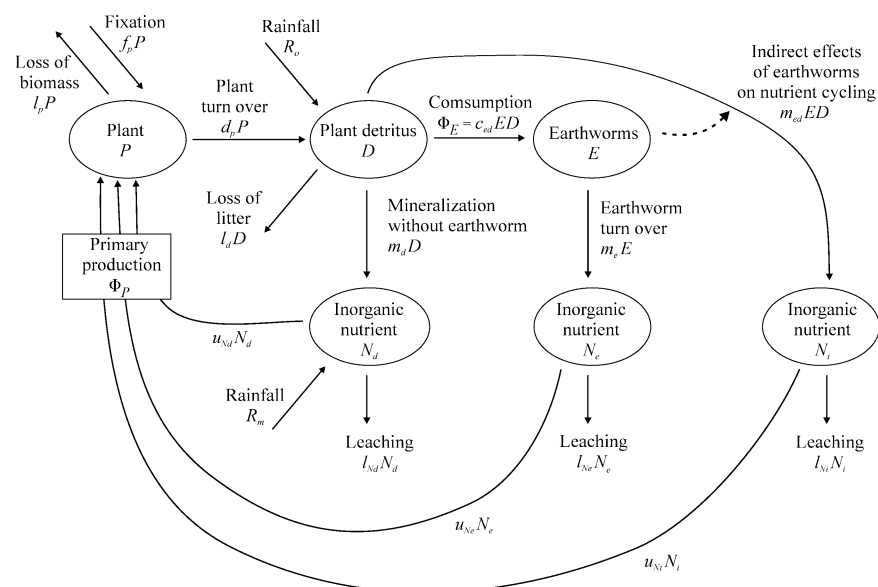 Fixation
f_pP
Loss of
biomass
l_pP
Rainfall
R_o
Plant
turn over
d_pP
Comsumption
Φ_E = c_edED
Indirect effects
of earthworms
on nutrient cycling
m_edED
Plant
P
Plant detritus
D
Earthworms
E
Loss of
litter
l_dD
Mineralization
without earthworm
m_dD
Earthworm
turn over
m_eE
Primary
production
Φ_P
Inorganic
nutrient
N_d
Inorganic
nutrient
N_e
Inorganic
nutrient
N_i
u_NdN_d
Rainfall
R_m
Leaching
l_NdN_d
Leaching
l_NeN_e
Leaching
l_NiN_i
u_NeN_e
u_NiN_i